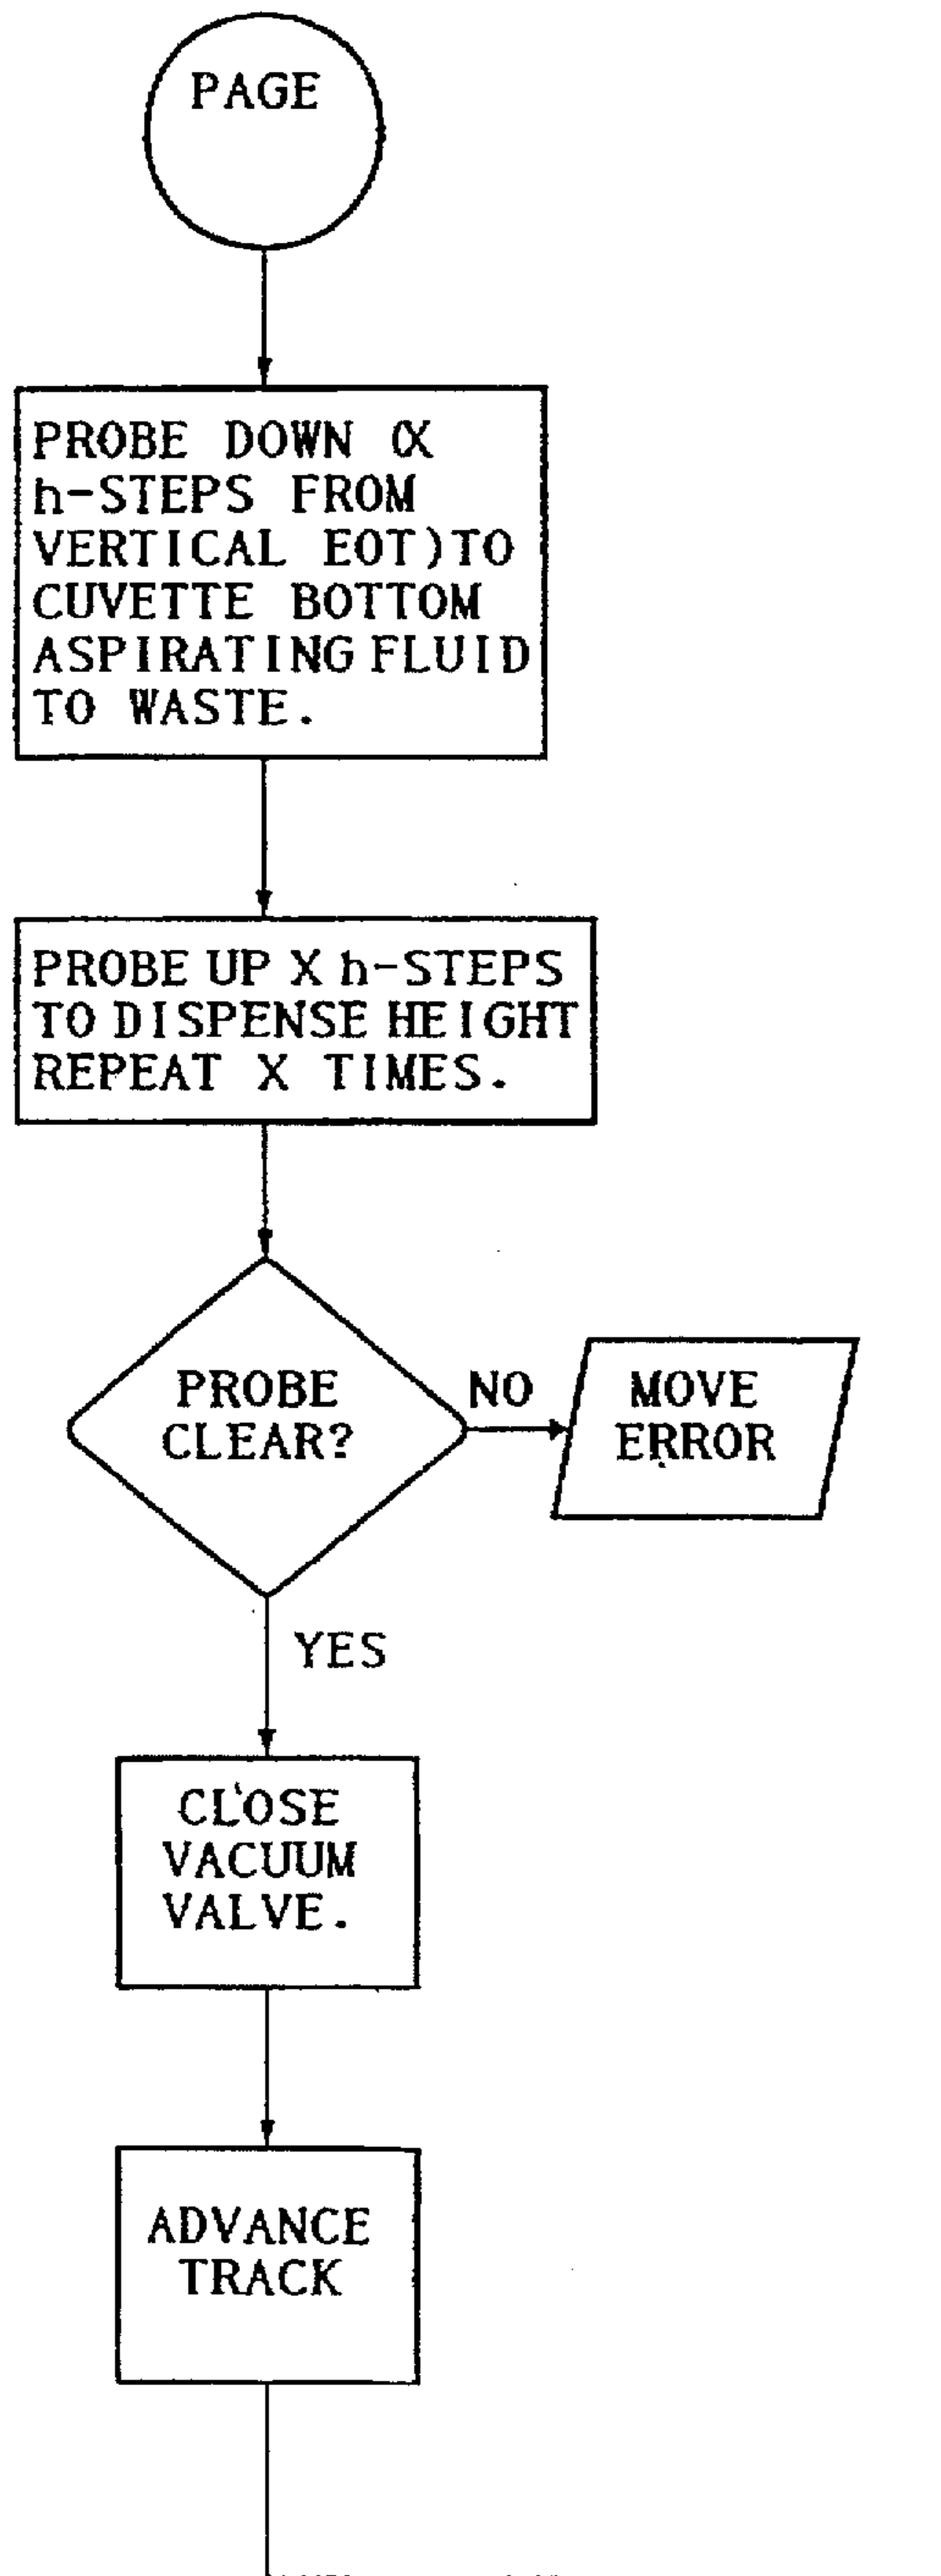 PAGE
PROBE DOWN (X
h-STEPS FROM
VERTICAL EOT)TO
CUVETTE BOTTOM
ASPIRATING FLUID
TO WASTE.
PROBE UP X h-STEPS
TO DISPENSE HEIGHT
REPEAT X TIMES.
PROBE
CLEAR?
NO
MOVE
ERROR
YES
CLOSE
VACUUM
VALVE.
ADVANCE
TRACK